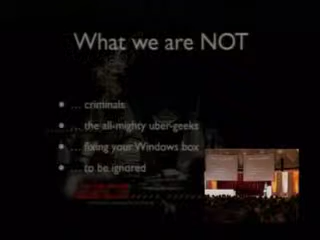 What we are NOT
• ... criminals
• ... the all-mighty uber-geeks
• ... fixing your Windows box
• ... to be ignored